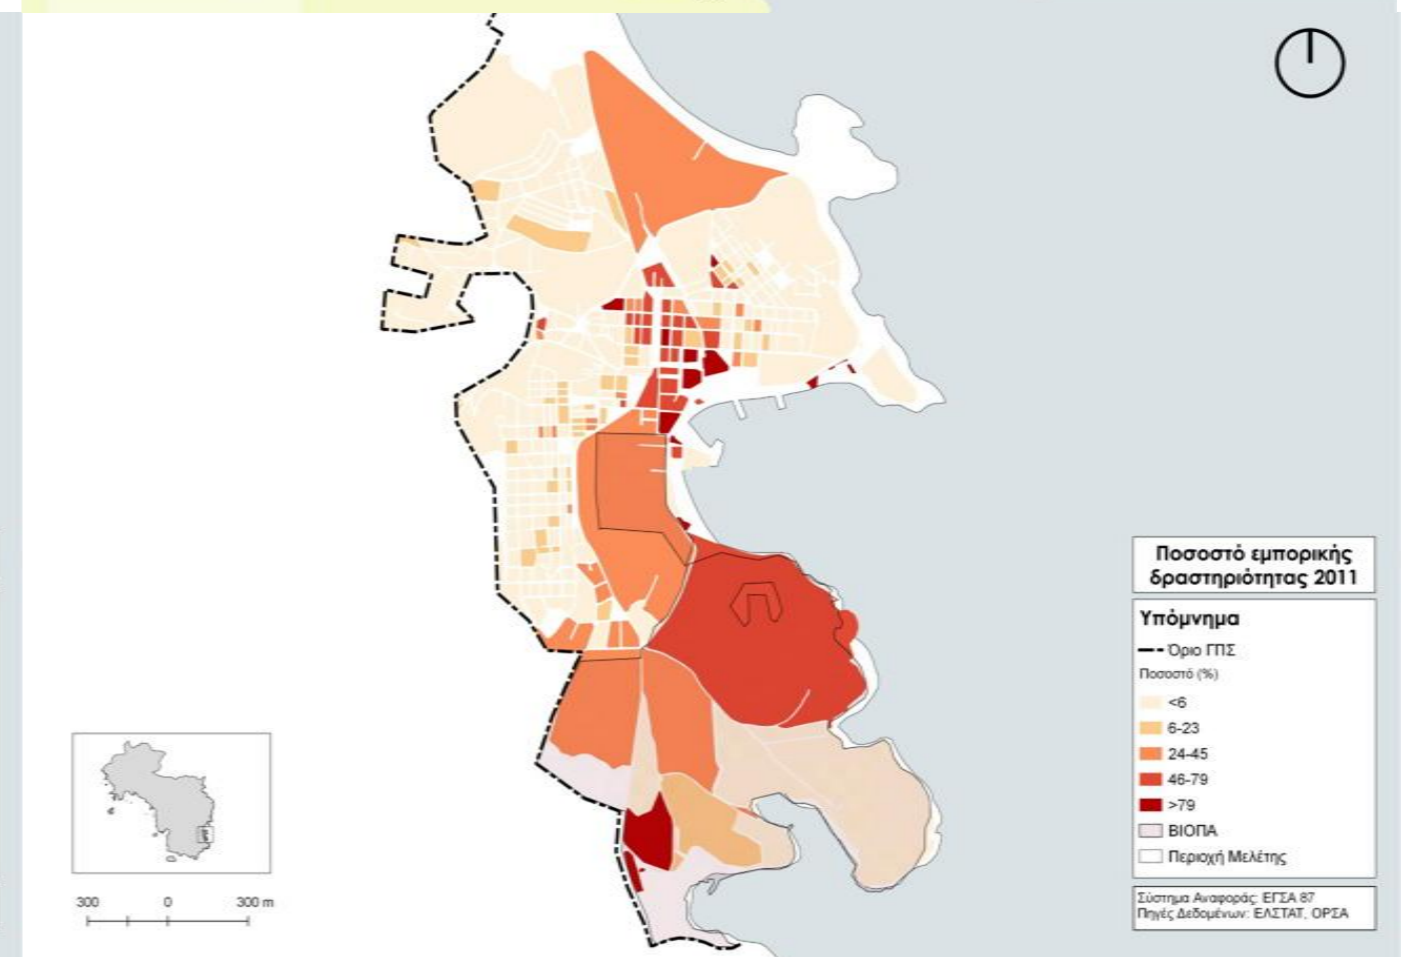 Ποσοστό εμπορικής
δραστηριότητας 2011
Υπόμνημα
Όριο ΓΠΣ
Ποσοστό (%)
<6
6-23
24-45
46-79
>79
ΒΙΟΠΑ
Περιοχή Μελέτης
Σύστημα Αναφοράς: ΕΓΣΑ 87
Πηγές Δεδομένων: ΕΛΣΤΑΤ, ΟΡΣΑ
300 0 300 m